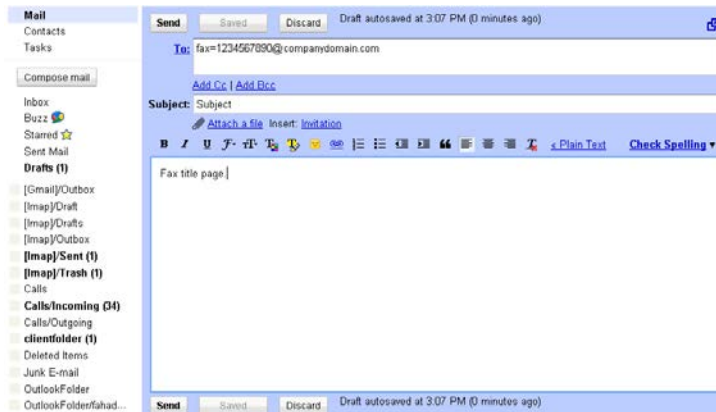 Mail
Contacts
Tasks
Compose mail
Inbox
Buzz
Starred
Sent Mail
Drafts (1)
[Gmail]/Outbox
[Imap]/Draft
[Imap]/Drafts
[Imap]/Outbox
[Imap]/Sent (1)
[Imap]/Trash (1)
Calls
Calls/Incoming (34)
Calls/Outgoing
clientfolder (1)
Deleted Items
Junk E-mail
OutlookFolder
OutlookFolder/fahad...
Send Saved Discard Draft autosaved at 3:07 PM (0 minutes ago)
To: fax=1234567890@companydomain.com
Add Cc | Add Bcc
Subject: Subject
Attach a file Insert: Invitation
B I U « Plain Text Check Spelling ▼
Fax title page.
Send Saved Discard Draft autosaved at 3:07 PM (0 minutes ago)